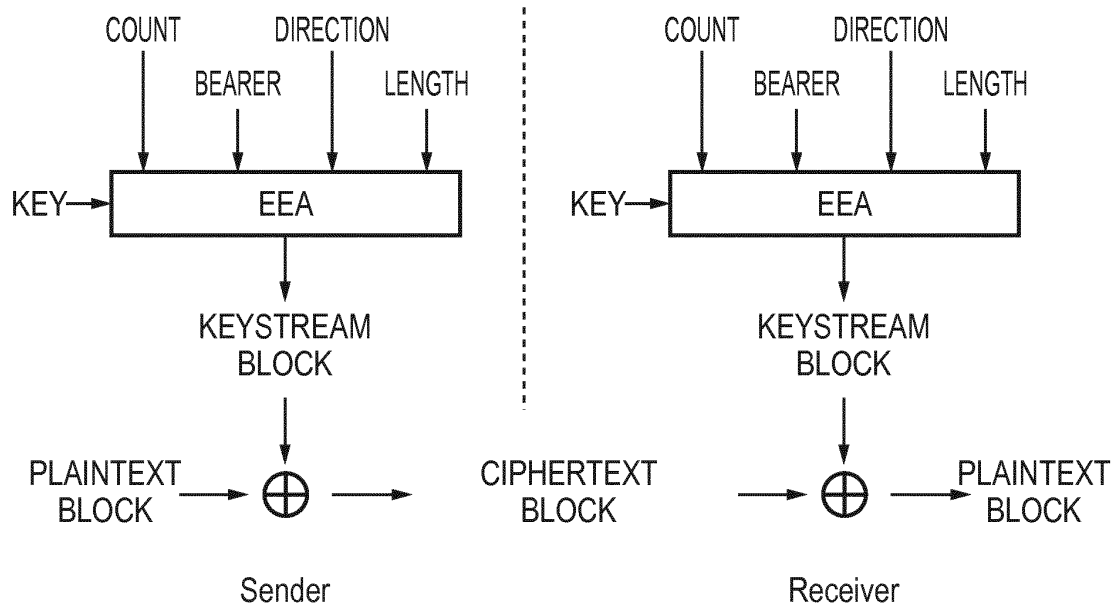 COUNT DIRECTION COUNT DIRECTION
BEARER LENGTH BEARER LENGTH
KEY EEA KEY EEA
KEYSTREAM KEYSTREAM
BLOCK BLOCK
PLAINTEXT CIPHERTEXT PLAINTEXT
BLOCK BLOCK BLOCK
Sender Receiver